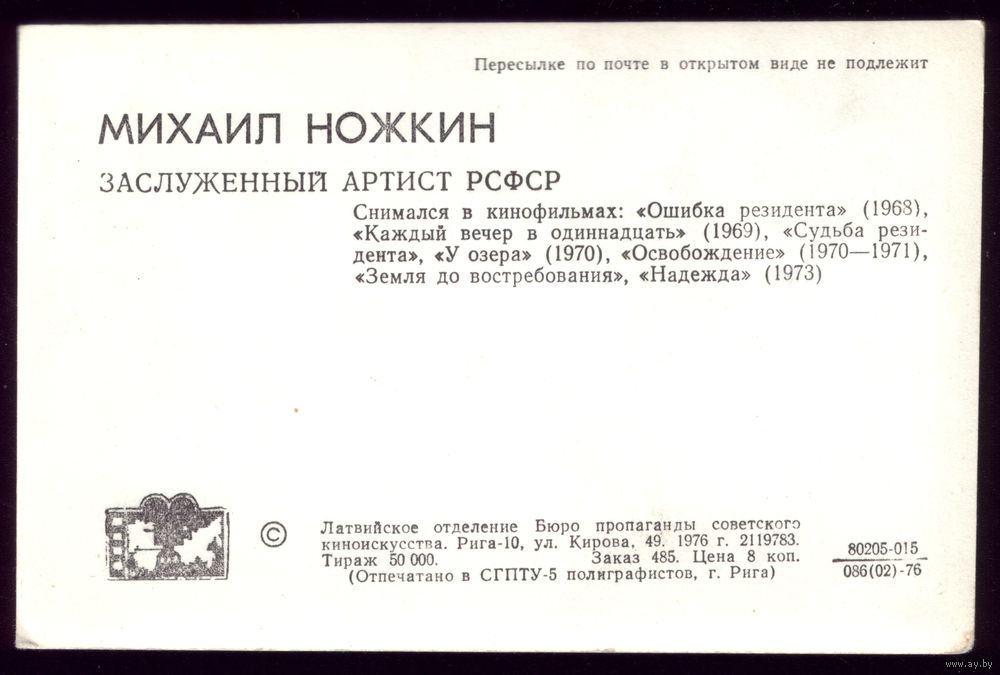 Пересылке по почте в открытом виде не подлежит
МИХАИЛ НОЖКИН
ЗАСЛУЖЕННЫЙ АРТИСТ РСФСР
Снимался в кинофильмах: «Ошибка резидента» (1968),
«Каждый вечер в одиннадцать» (1969), «Судьба рези-
дента», «У озера» (1970), «Освобождение» (1970—1971),
«Земля до востребования», «Надежда» (1973)
© Латвийское отделение Бюро пропаганды советского
киноискусства. Рига-10, ул. Кирова, 49. 1976 г. 2119783.
Тираж 50 000. Заказ 485. Цена 8 коп.
(Отпечатано в СГПТУ-5 полиграфистов, г. Рига)
80205-015
086(02)-76
www.ay.by